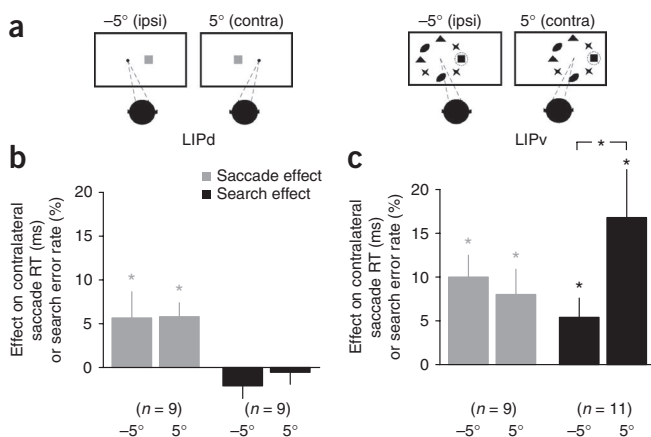 a
–5° (ipsi) 5° (contra) –5° (ipsi) 5° (contra)
LIPd LIPv
b
Saccade effect
Search effect
Effect on contralateral
saccade RT (ms)
or search error rate (%)
20
15
10
5
0
* *
(n = 9) (n = 9)
–5° 5° –5° 5°
c
Effect on contralateral
saccade RT (ms)
or search error rate (%)
20
15
10
5
0
*
* * * *
(n = 9) (n = 11)
–5° 5° –5° 5°